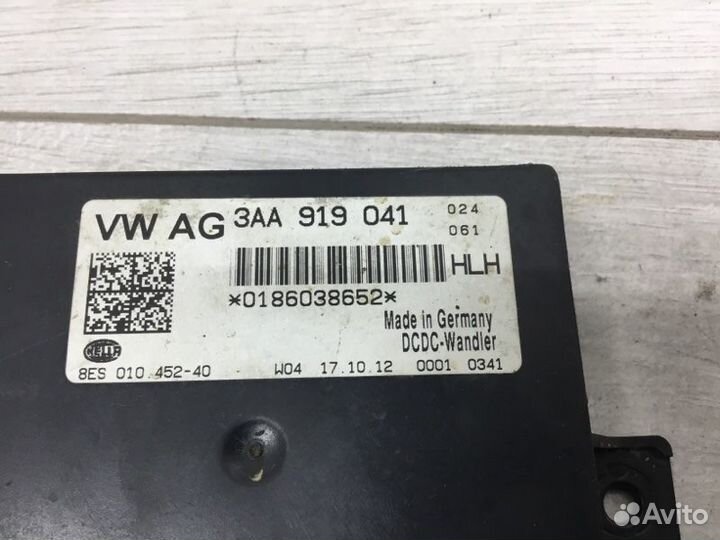 VW AG 3AA 919 041 024
061
HLH
*0186038652*
Made in Germany
DCDC-Wandler
HELLA
8ES 010.452-40 W04 17.10.12 0001 0341
Avito